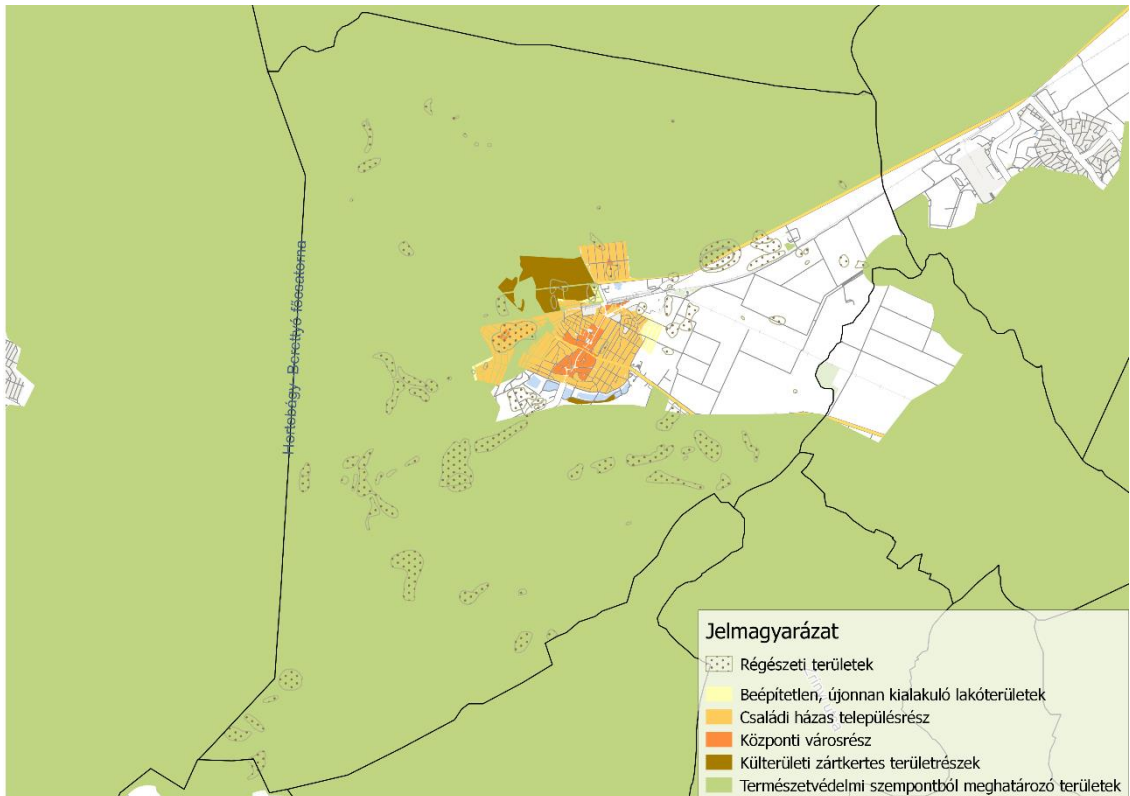 Hortobágy-Berettyó főcsatorna
Jelmagyarázat
Régészeti területek
Beépítetlen, újonnan kialakuló lakóterületek
Családi házas településrész
Központi városrész
Külterületi zártkertes területrészek
Természetvédelmi szempontból meghatározó területek